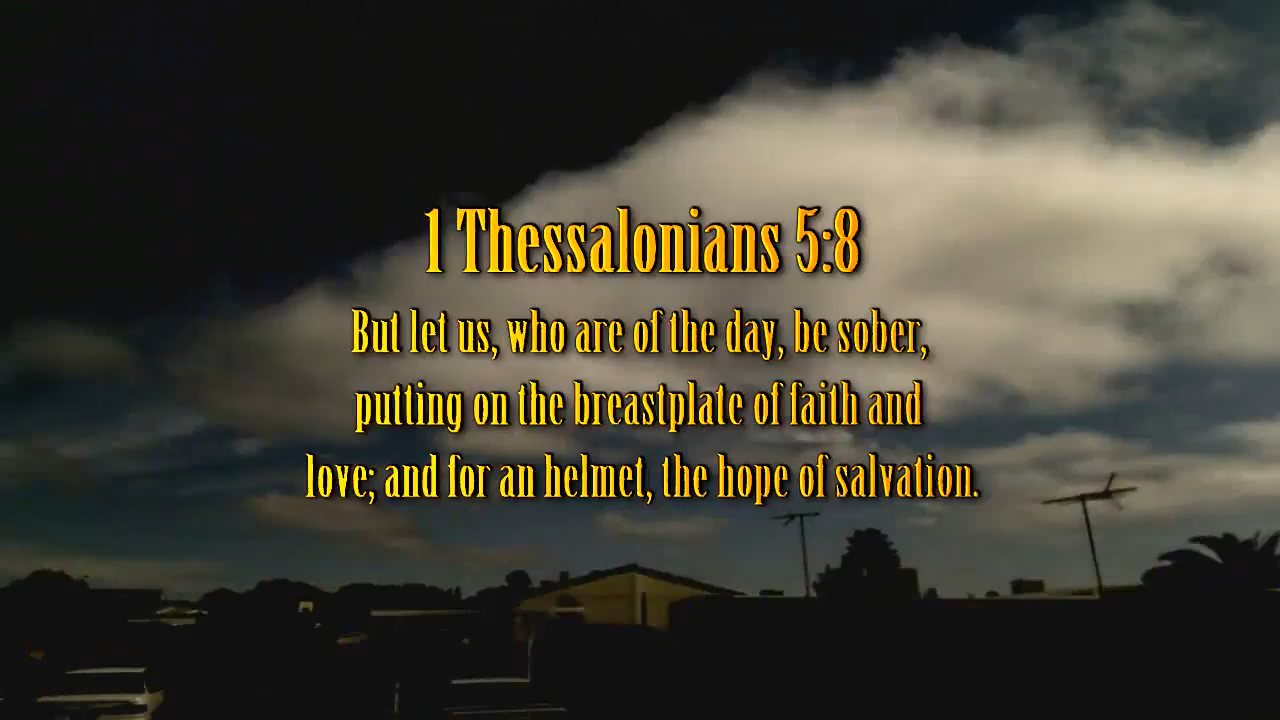 1 Thessalonians 5:8
But let us, who are of the day, be sober,
putting on the breastplate of faith and
love; and for an helmet, the hope of salvation.